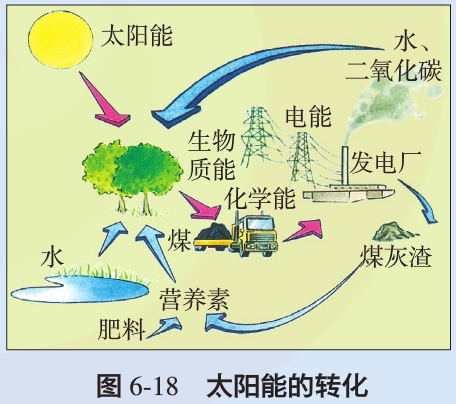 太阳能
水、
二氧化碳
电能
生物
质能
发电厂
化学能
煤
水
煤灰渣
营养素
肥料
图 6-18 太阳能的转化